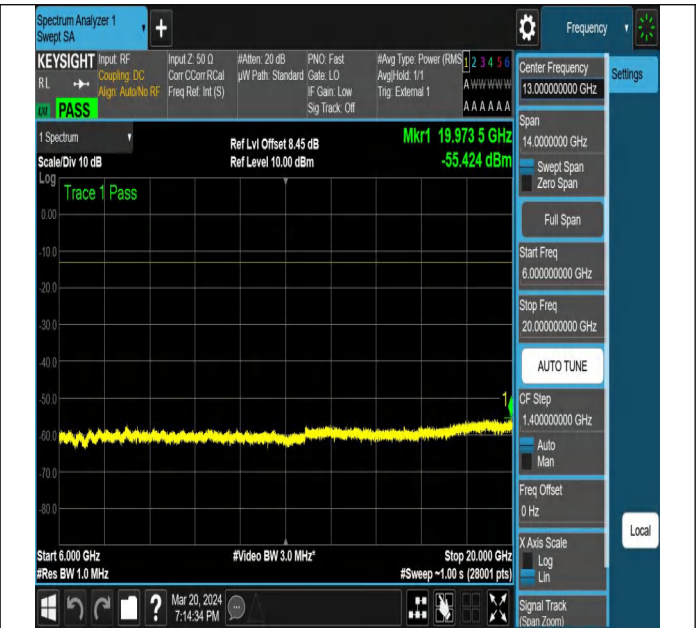 Spectrum Analyzer 1
Swept SA
Frequency
KEYSIGHT
RL
PASS
Input: RF
Coupling: DC
Align: Auto/No RF
Input Z: 50 Ω
Corr CCorr RCal
Freq Ref: Int (S)
#Atten: 20 dB
µW Path: Standard
PNO: Fast
Gate: LO
IF Gain: Low
Sig Track: Off
#Avg Type: Power (RMS
Avg|Hold: 1/1
Trig: External 1
1 2 3 4 5 6
A W W W W W
A A A A A A
1 Spectrum
Scale/Div 10 dB
Ref Lvl Offset 8.45 dB
Ref Level 10.00 dBm
Mkr1 19.973 5 GHz
-55.424 dBm
Log
Trace 1 Pass
0.00
-10.0
-20.0
-30.0
-40.0
-50.0
-60.0
-70.0
-80.0
1
Start 6.000 GHz
#Res BW 1.0 MHz
#Video BW 3.0 MHz*
Stop 20.000 GHz
#Sweep ~1.00 s (28001 pts)
Mar 20, 2024
7:14:34 PM
?
Center Frequency
13.000000000 GHz
Settings
Span
14.0000000 GHz
Swept Span
Zero Span
Full Span
Start Freq
6.000000000 GHz
Stop Freq
20.000000000 GHz
AUTO TUNE
CF Step
1.400000000 GHz
Auto
Man
Freq Offset
0 Hz
X Axis Scale
Log
Lin
Local
Signal Track
(Span Zoom)